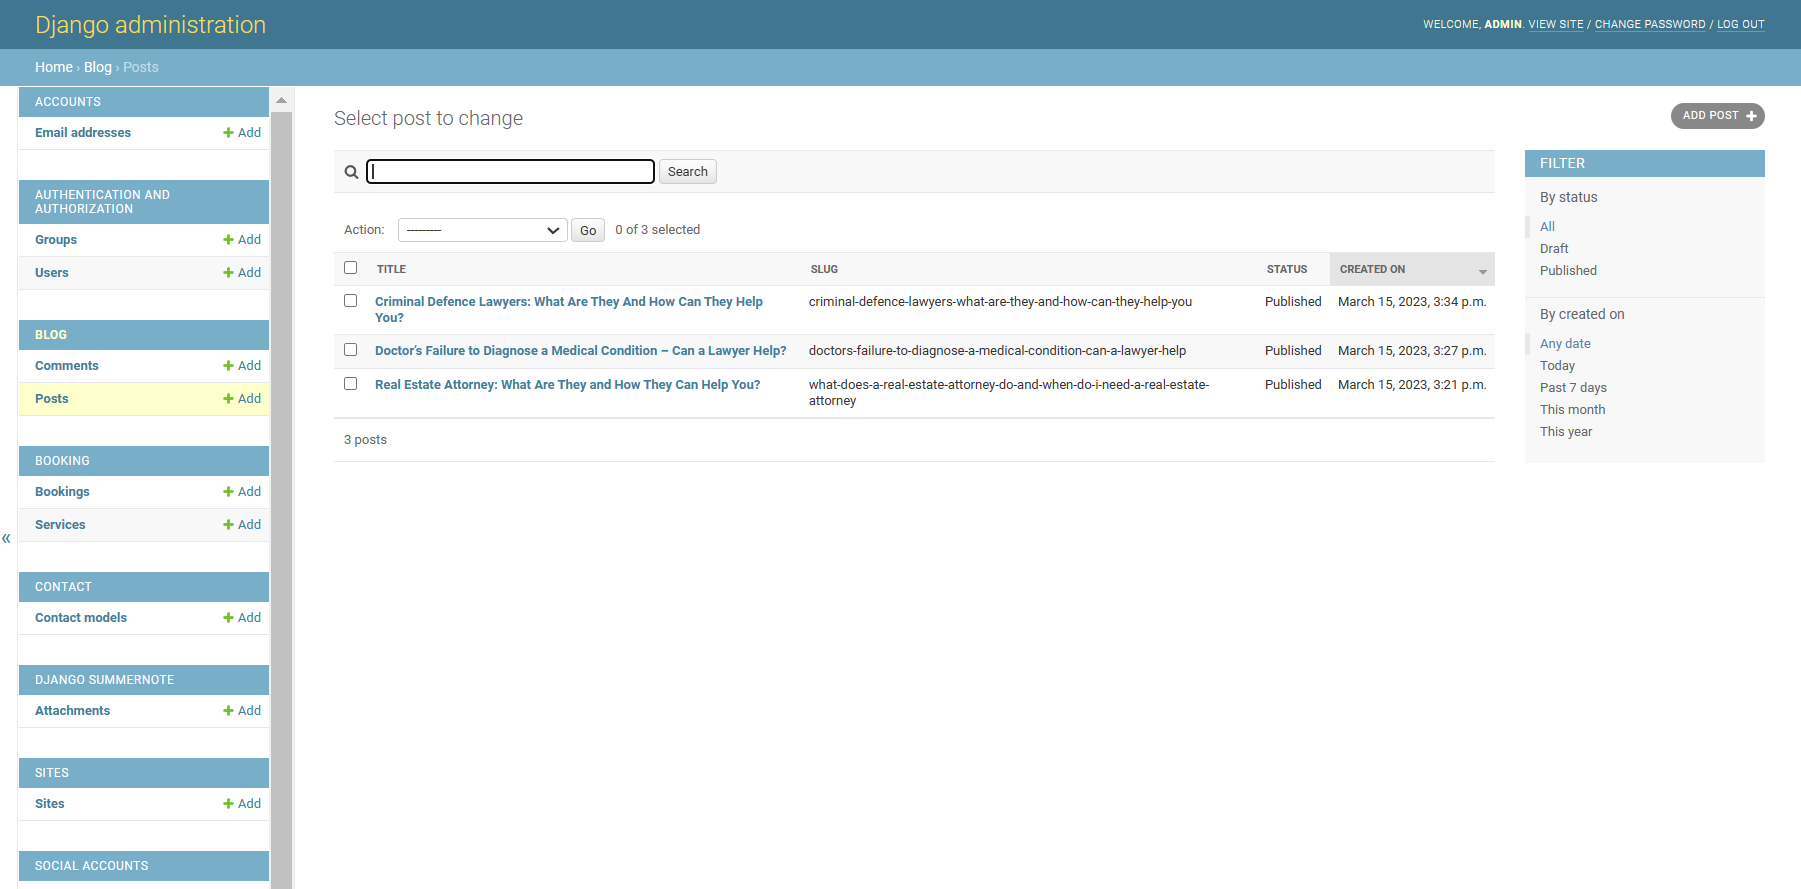 Django administration
WELCOME, ADMIN. VIEW SITE / CHANGE PASSWORD / LOG OUT
Home › Blog › Posts
ACCOUNTS
Email addresses Add
AUTHENTICATION AND
AUTHORIZATION
Groups Add
Users Add
BLOG
Comments Add
Posts Add
BOOKING
Bookings Add
Services Add
«
CONTACT
Contact models Add
DJANGO SUMMERNOTE
Attachments Add
SITES
Sites Add
SOCIAL ACCOUNTS
Select post to change
ADD POST
Search
Action: --------- Go 0 of 3 selected
TITLE SLUG STATUS CREATED ON
Criminal Defence Lawyers: What Are They And How Can They Help
You?
criminal-defence-lawyers-what-are-they-and-how-can-they-help-you Published March 15, 2023, 3:34 p.m.
Doctor’s Failure to Diagnose a Medical Condition – Can a Lawyer Help? doctors-failure-to-diagnose-a-medical-condition-can-a-lawyer-help Published March 15, 2023, 3:27 p.m.
Real Estate Attorney: What Are They and How They Can Help You? what-does-a-real-estate-attorney-do-and-when-do-i-need-a-real-estate-
attorney
Published March 15, 2023, 3:21 p.m.
3 posts
FILTER
By status
All
Draft
Published
By created on
Any date
Today
Past 7 days
This month
This year